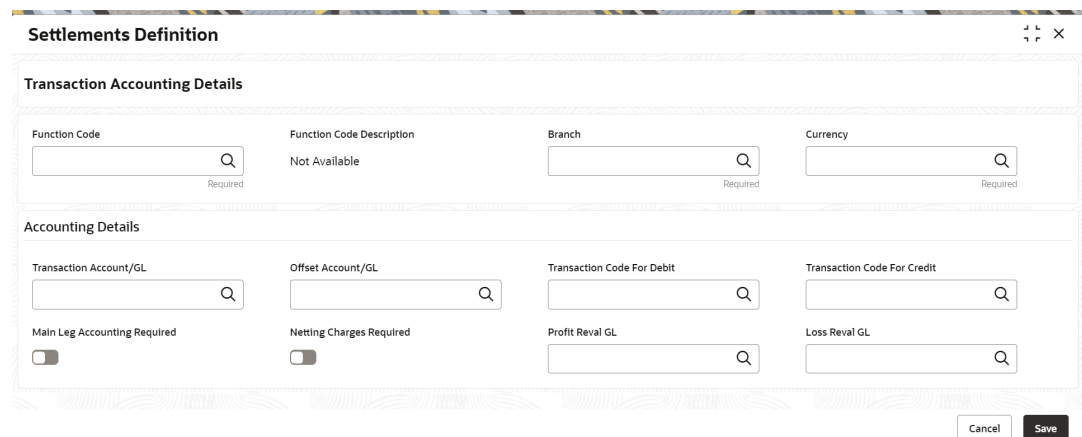 Settlements Definition
Transaction Accounting Details
Function Code Function Code Description Branch Currency
Not Available
Required Required Required
Accounting Details
Transaction Account/GL Offset Account/GL Transaction Code For Debit Transaction Code For Credit
Main Leg Accounting Required Netting Charges Required Profit Reval GL Loss Reval GL
Cancel Save